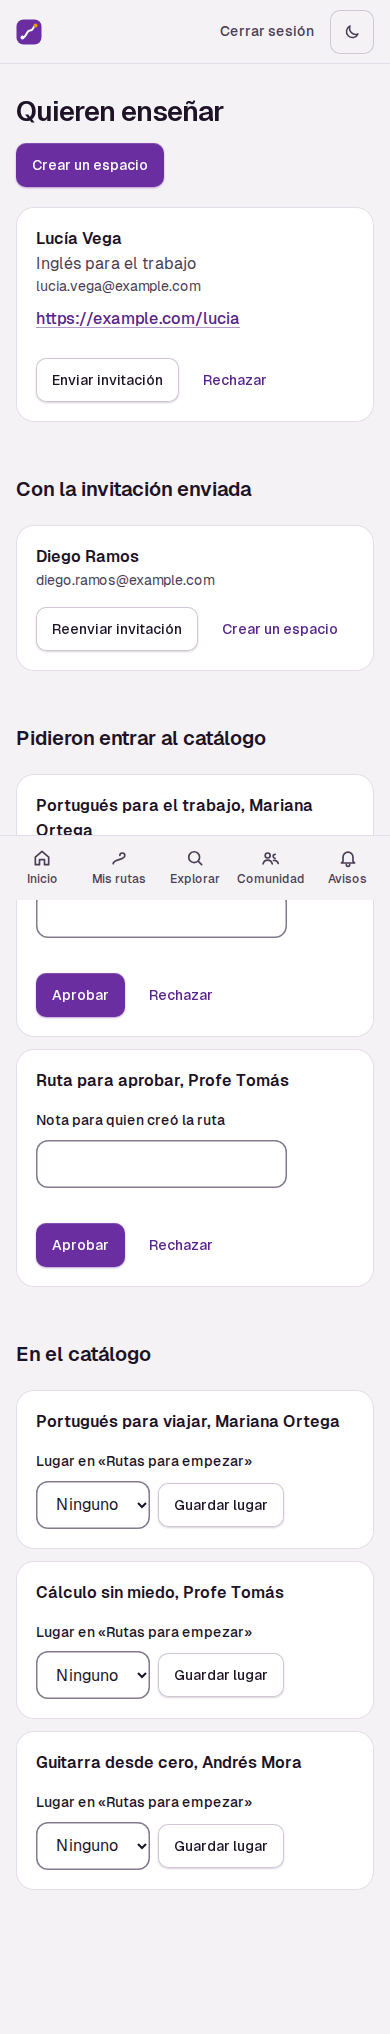 Cerrar sesión
Quieren enseñar
Crear un espacio
Lucía Vega
Inglés para el trabajo
lucia.vega@example.com
https://example.com/lucia
Enviar invitación
Rechazar
Con la invitación enviada
Diego Ramos
diego.ramos@example.com
Reenviar invitación
Crear un espacio
Pidieron entrar al catálogo
Portugués para el trabajo, Mariana
Ortega
Inicio
Mis rutas
Explorar
Comunidad
Avisos
Aprobar
Rechazar
Ruta para aprobar, Profe Tomás
Nota para quien creó la ruta
Aprobar
Rechazar
En el catálogo
Portugués para viajar, Mariana Ortega
Lugar en «Rutas para empezar»
Ninguno
Guardar lugar
Cálculo sin miedo, Profe Tomás
Lugar en «Rutas para empezar»
Ninguno
Guardar lugar
Guitarra desde cero, Andrés Mora
Lugar en «Rutas para empezar»
Ninguno
Guardar lugar